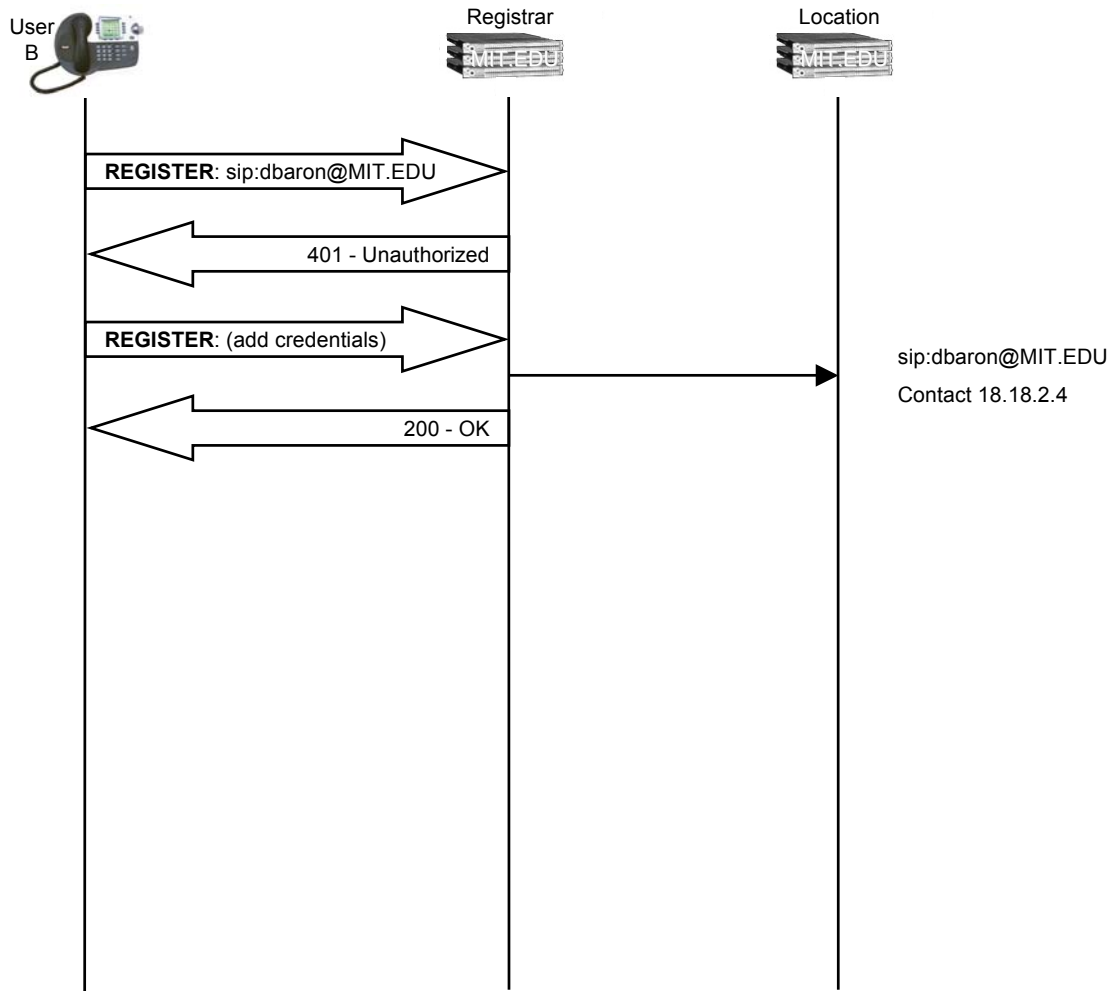 User
B
Registrar
MIT.EDU
Location
MIT.EDU
REGISTER: sip:dbaron@MIT.EDU
401 - Unauthorized
REGISTER: (add credentials)
sip:dbaron@MIT.EDU
Contact 18.18.2.4
200 - OK